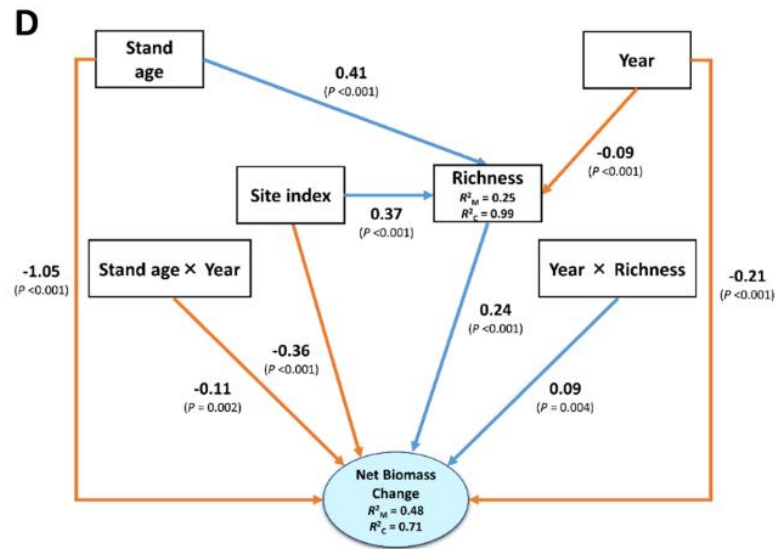 D
Stand
age
Year
0.41
(P <0.001)
-0.09
(P <0.001)
Richness
R²M = 0.25
R²C = 0.99
Site index
0.37
(P <0.001)
Stand age × Year
Year × Richness
-1.05
(P <0.001)
-0.21
(P <0.001)
0.24
(P <0.001)
-0.36
(P <0.001)
-0.11
(P = 0.002)
0.09
(P = 0.004)
Net Biomass
Change
R²M = 0.48
R²C = 0.71